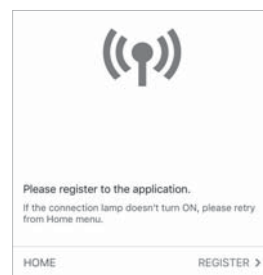 Please register to the application.
If the connection lamp doesn't turn ON, please retry
from Home menu.
HOME
REGISTER >